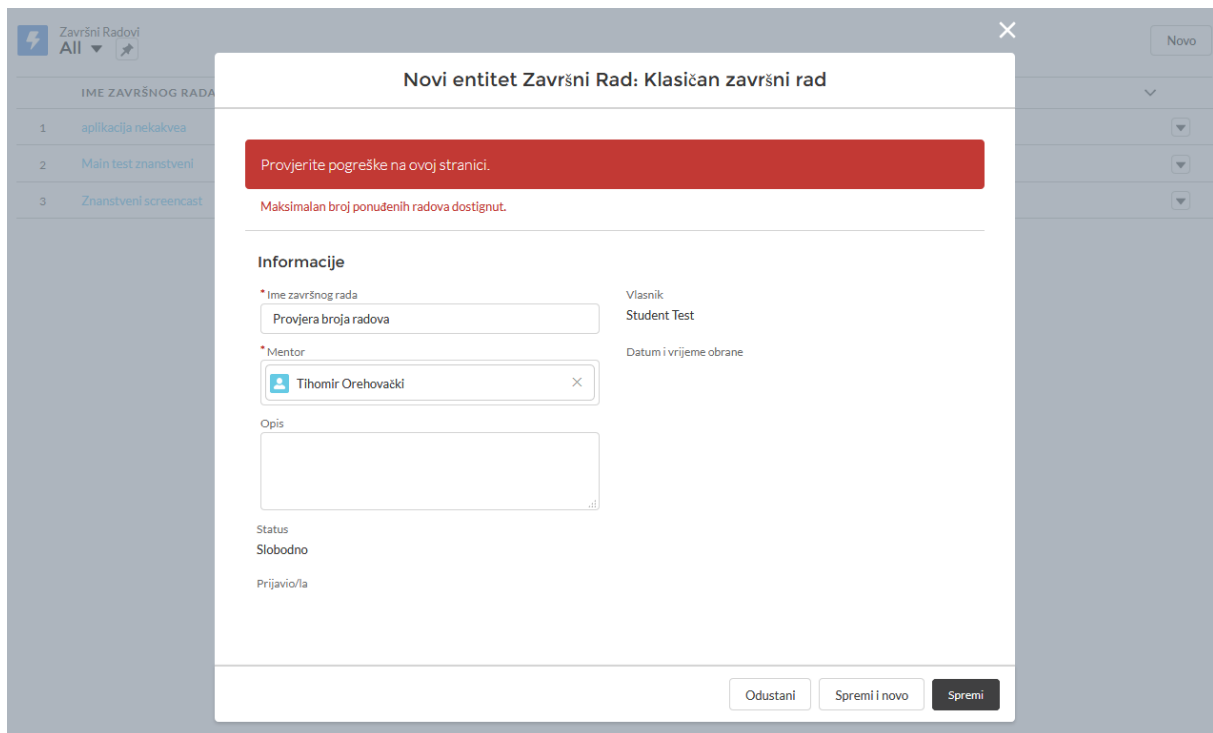 Završni Radovi
All
Novo
Novi entitet Završni Rad: Klasičan završni rad
IME ZAVRŠNOG RADA
1 aplikacija nekakvea
2 Main test znanstveni
3 Znanstveni screencast
Provjerite pogreške na ovoj stranici.
Maksimalan broj ponuđenih radova dostignut.
Informacije
* Ime završnog rada
Provjera broja radova
Vlasnik
Student Test
* Mentor
Tihomir Orehovački
Datum i vrijeme obrane
Opis
Status
Slobodno
Prijavio/la
Odustani
Spremi i novo
Spremi